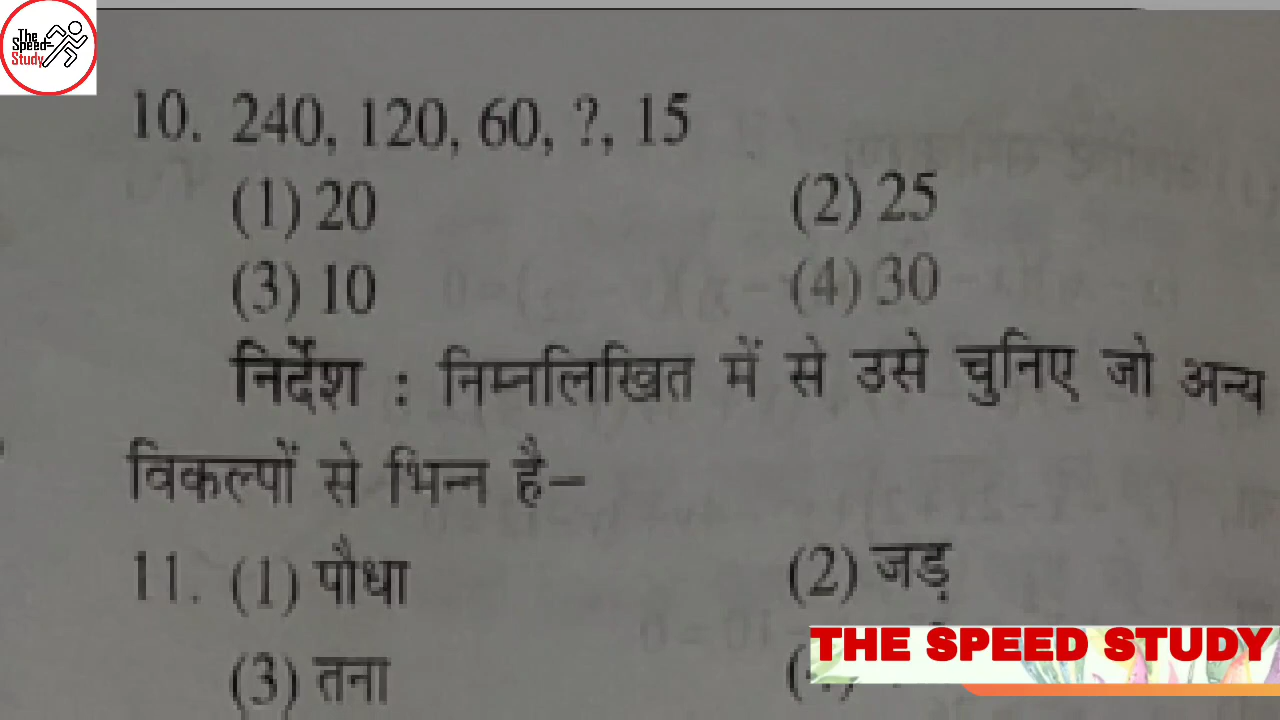 The
Speed
Study
10. 240, 120, 60, ?, 15
(1) 20 (2) 25
(3) 10 (4) 30
निर्देश : निम्नलिखित में से उसे चुनिए जो अन्य
विकल्पों से भिन्न है–
11. (1) पौधा (2) जड़
(3) तना
THE SPEED STUDY